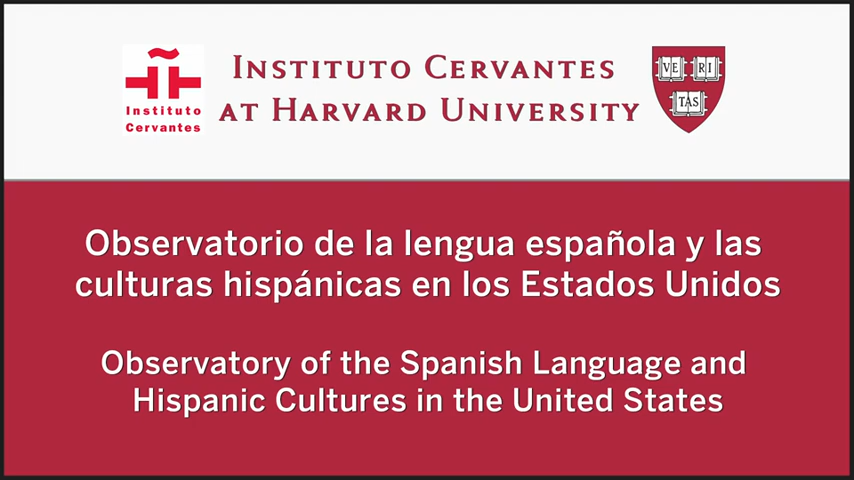 Instituto
Cervantes
INSTITUTO CERVANTES
AT HARVARD UNIVERSITY
VE RI
TAS
Observatorio de la lengua española y las
culturas hispánicas en los Estados Unidos
Observatory of the Spanish Language and
Hispanic Cultures in the United States